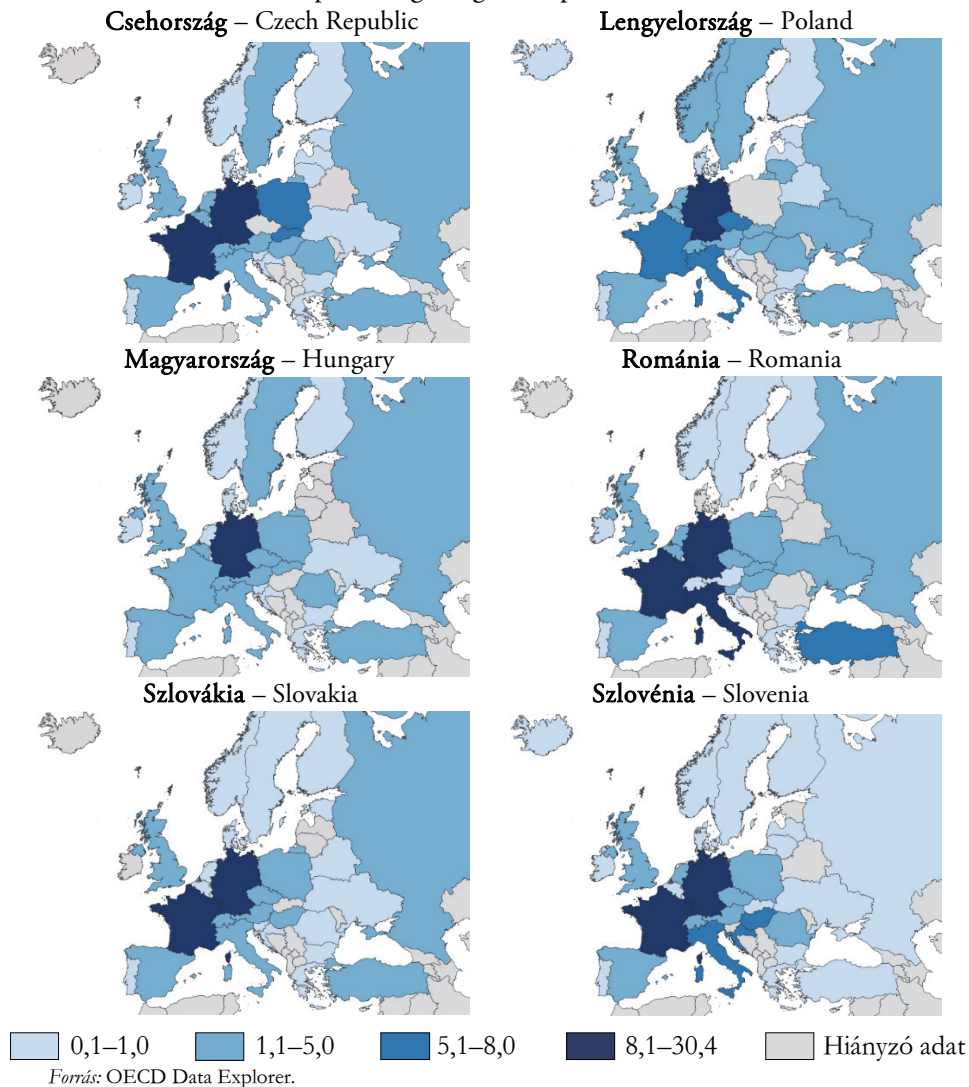 Csehország – Czech Republic
Lengyelország – Poland
Magyarország – Hungary
Románia – Romania
Szlovákia – Slovakia
Szlovénia – Slovenia
0,1–1,0
1,1–5,0
5,1–8,0
8,1–30,4
Hiányzó adat
Forrás: OECD Data Explorer.